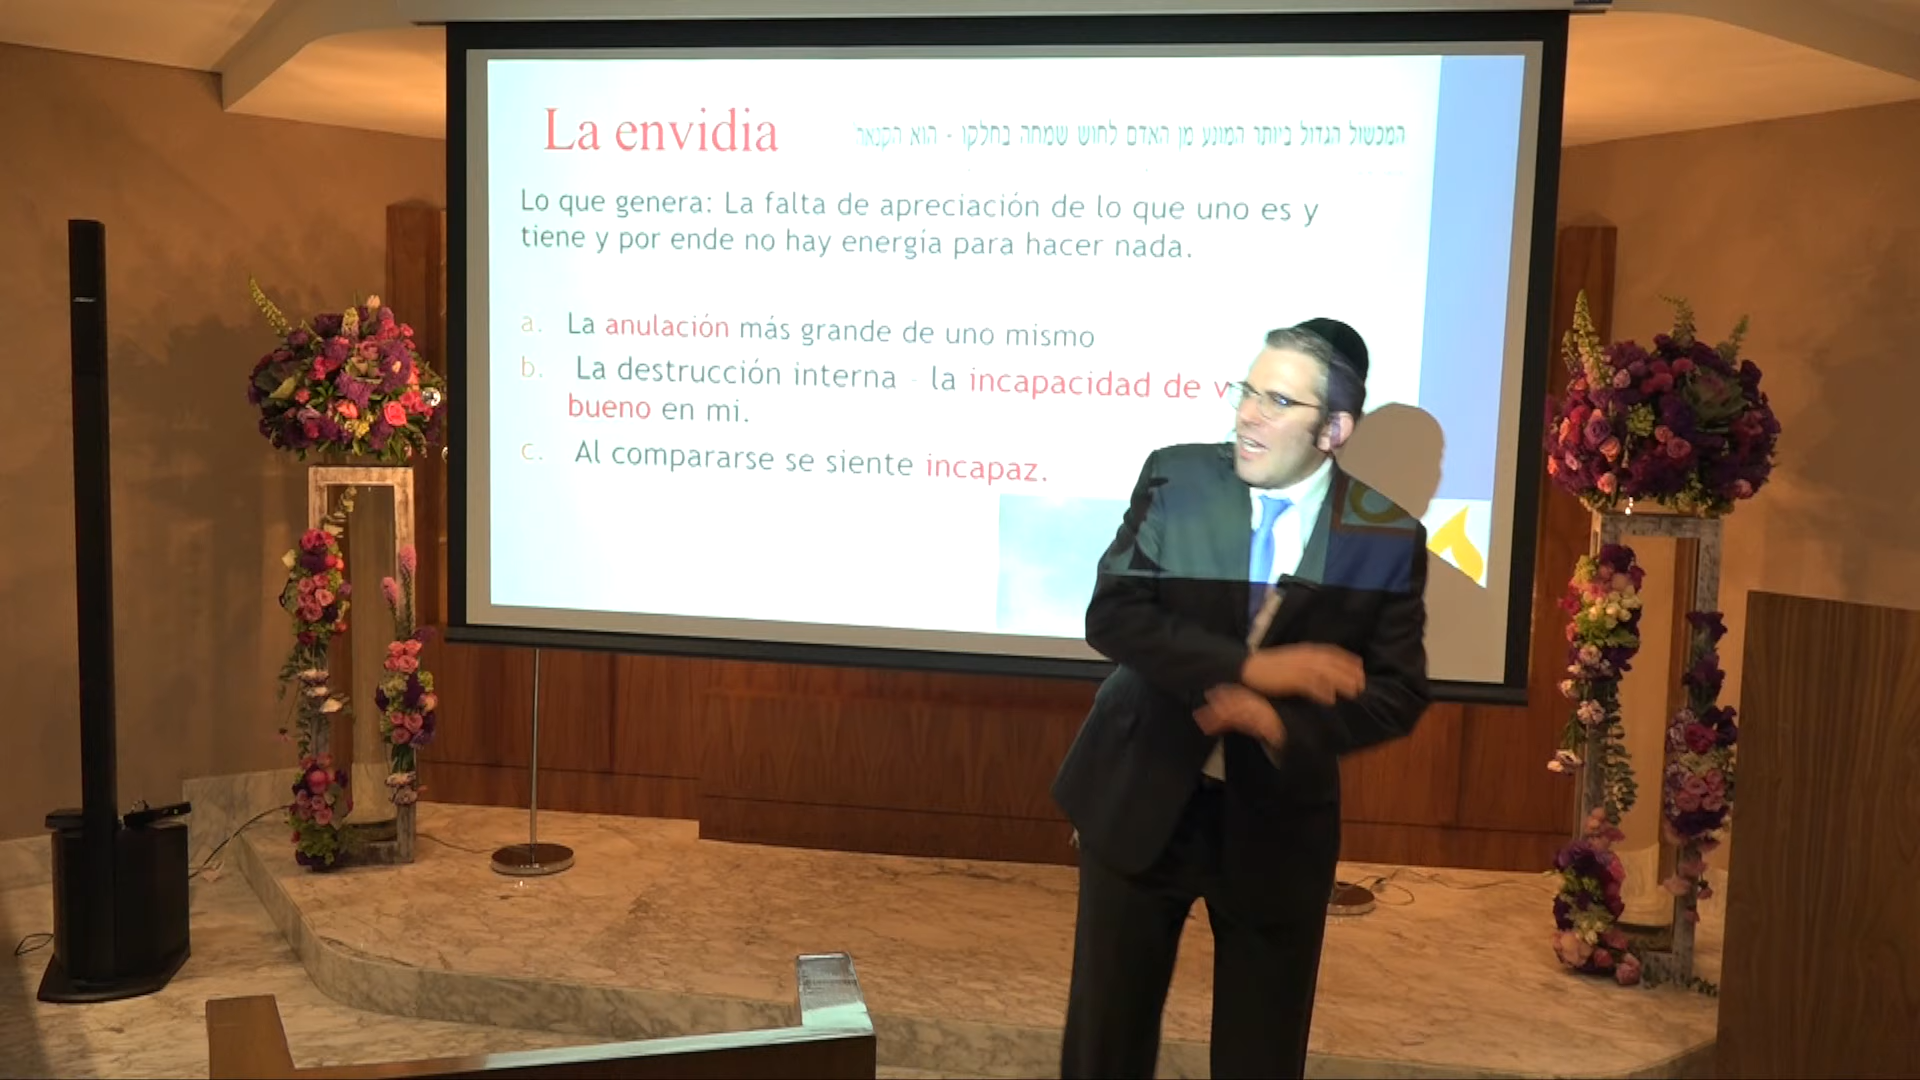 La envidia
המכשול הגדול ביותר המונע מן האדם לחוש שמחה בחלקו - הוא הקנאה
Lo que genera: La falta de apreciación de lo que uno es y
tiene y por ende no hay energía para hacer nada.
a. La anulación más grande de uno mismo
b. La destrucción interna - la incapacidad de
bueno en mi.
c. Al compararse se siente incapaz.